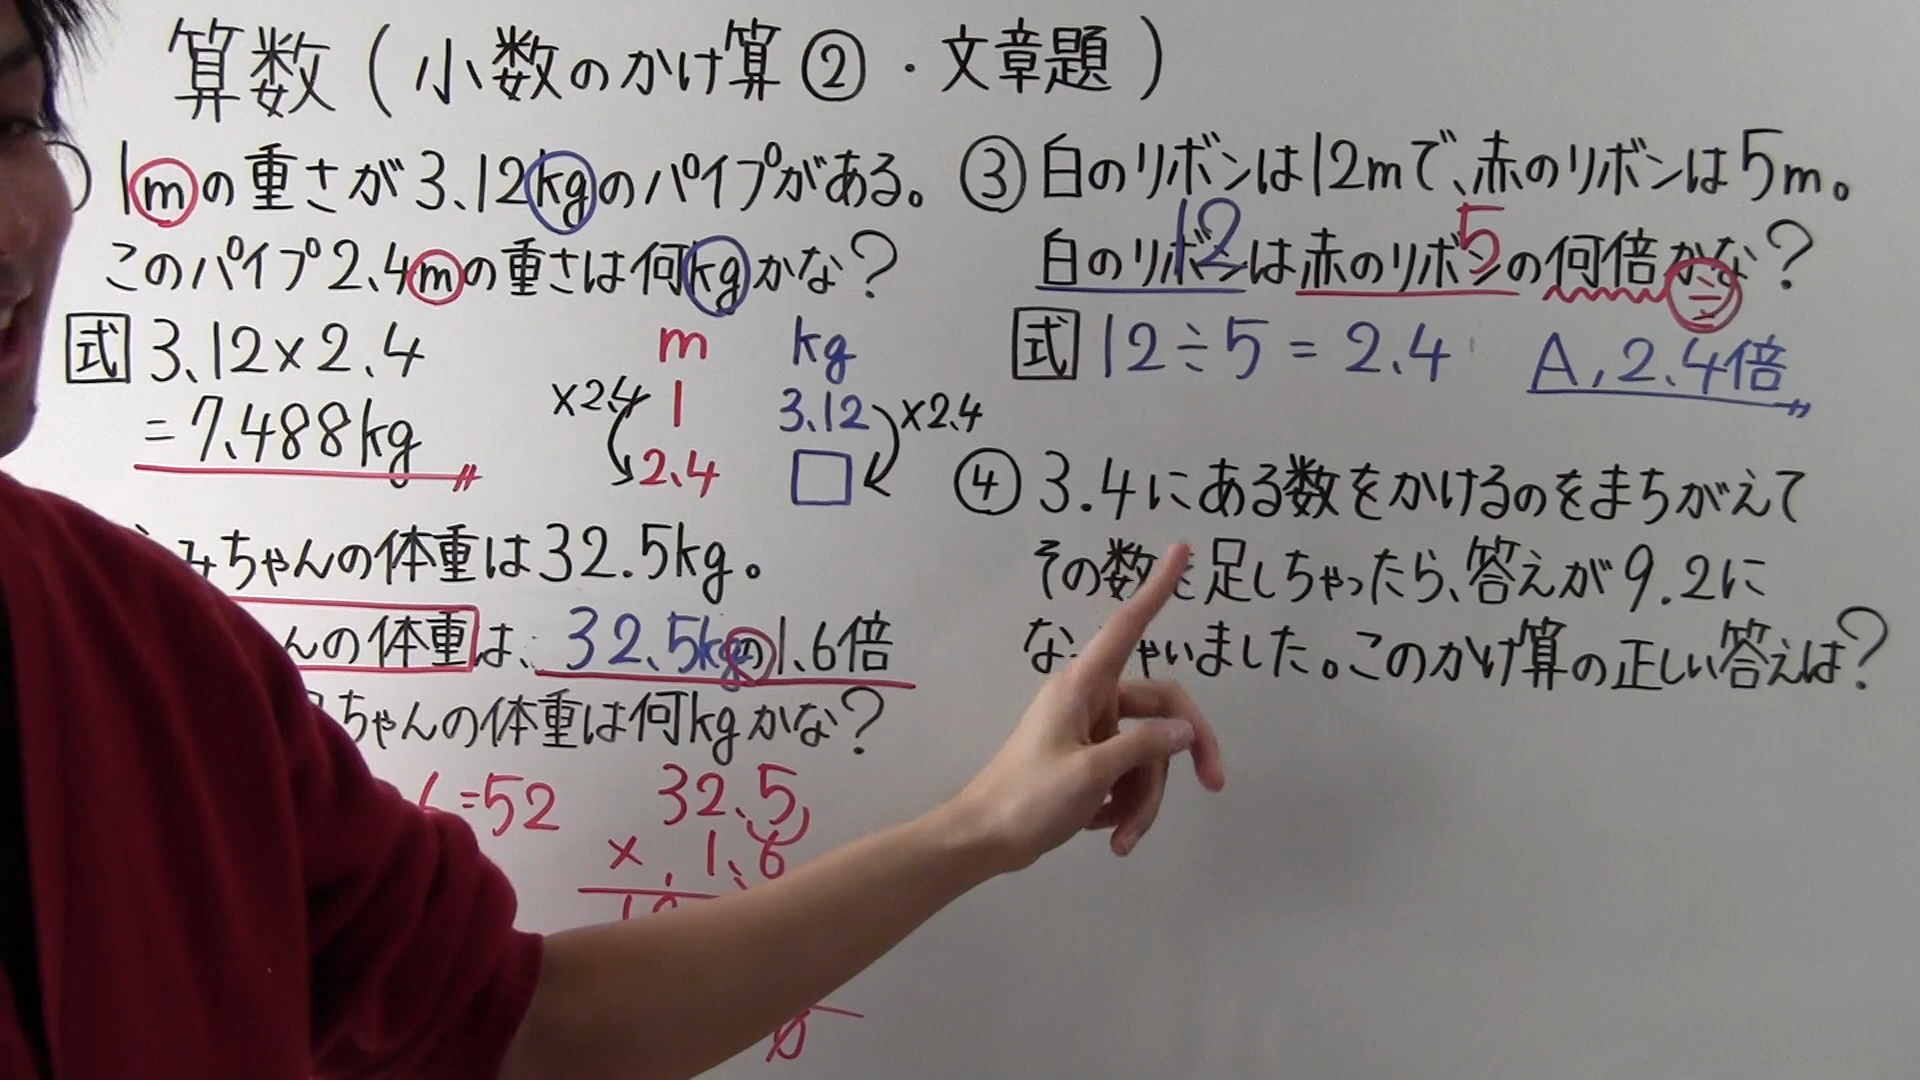 算数(小数のかけ算②・文章題)
1mの重さが3.12kgのパイプがある。
このパイプ2.4mの重さは何kgかな?
式 3.12×2.4
=7.488kg
m kg
×2.4 1 3.12 ×2.4
2.4 □
みちゃんの体重は32.5kg。
んの体重は、32.5kgの1.6倍
ちゃんの体重は何kgかな?
6=52
32.5
×1.6
0
③白のリボンは12mで、赤のリボンは5m。
12 5
白のリボンは赤のリボンの何倍かな?
÷
式 12÷5=2.4 A,2.4倍
④3.4にある数をかけるのをまちがえて
その数を足しちゃったら、答えが9.2に
な ゃいました。このかけ算の正しい答えは?